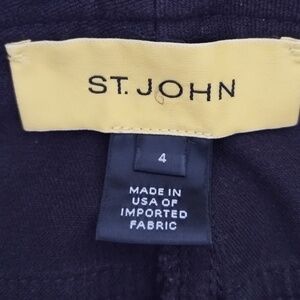 ST. JOHN
4
MADE IN
USA OF
IMPORTED
FABRIC